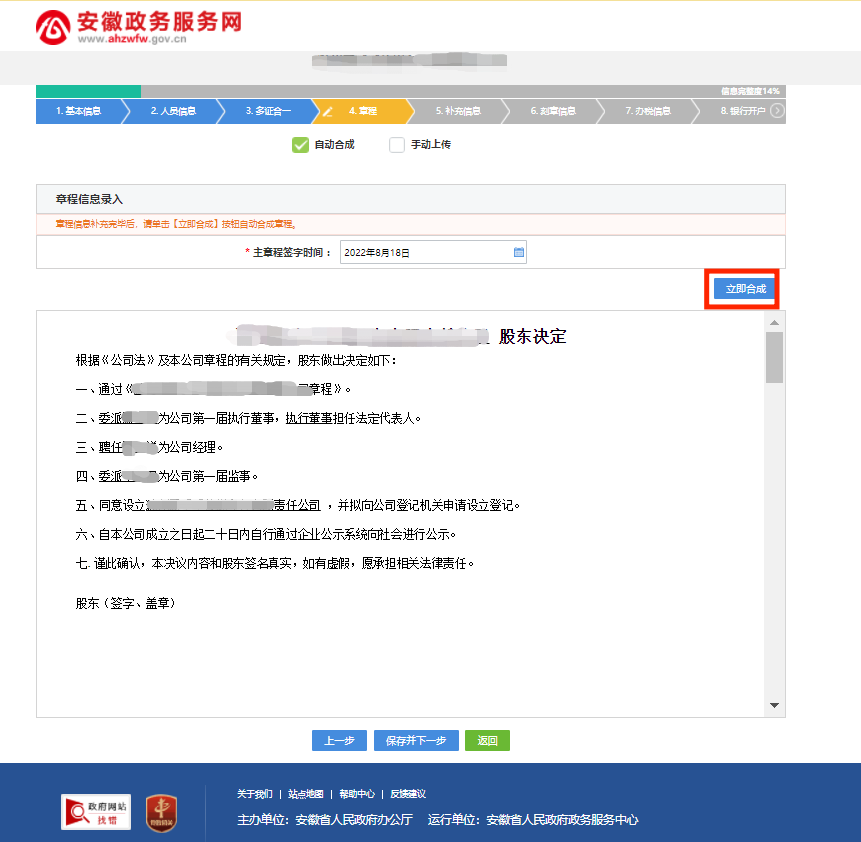 安徽政务服务网
www.ahzwfw.gov.cn
信息完整度14%
1. 基本信息 2. 人员信息 3. 多证合一 4. 章程 5. 补充信息 6. 刻章信息 7. 办税信息 8. 银行开户
自动合成 手动上传
章程信息录入
章程信息补充完毕后，请单击【立即合成】按钮自动合成章程。
* 主章程签字时间： 2022年8月18日
立即合成
股东决定
根据《公司法》及本公司章程的有关规定，股东做出决定如下：
一、通过《 司章程》。
二、委派 为公司第一届执行董事，执行董事担任法定代表人。
三、聘任 为公司经理。
四、委派 为公司第一届监事。
五、同意设立 责任公司 ，并拟向公司登记机关申请设立登记。
六、自本公司成立之日起二十日内自行通过企业公示系统向社会进行公示。
七. 谨此确认，本决议内容和股东签名真实，如有虚假，愿承担相关法律责任。
股东（签字、盖章）
上一步 保存并下一步 返回
政府网站
找错
关于我们 | 站点地图 | 帮助中心 | 反馈建议
主办单位：安徽省人民政府办公厅 运行单位：安徽省人民政府政务服务中心